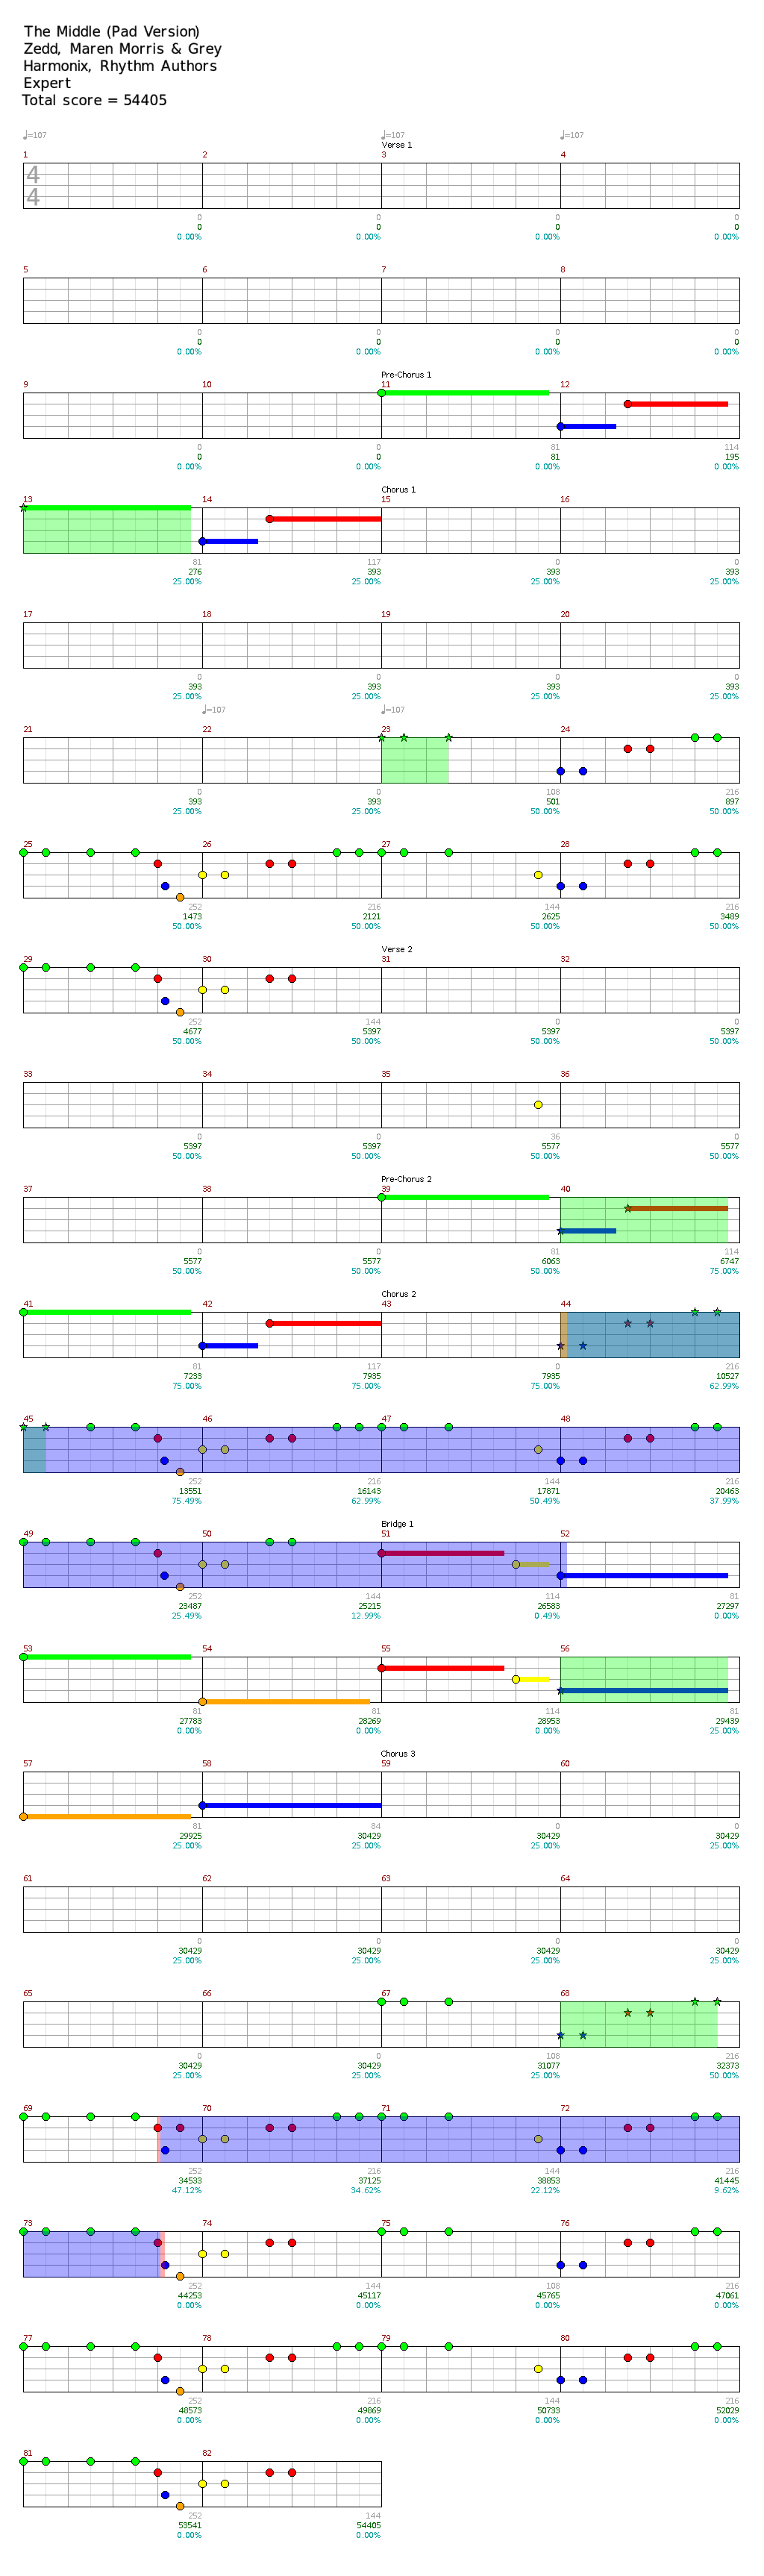 The Middle (Pad Version)
Zedd, Maren Morris & Grey
Harmonix, Rhythm Authors
Expert
Total score = 54405
♩=107 ♩=107 ♩=107
Verse 1
1 2 3 4
4
4
0 0 0 0
0 0 0 0
0.00% 0.00% 0.00% 0.00%
5 6 7 8
0 0 0 0
0 0 0 0
0.00% 0.00% 0.00% 0.00%
Pre-Chorus 1
9 10 11 12
0 0 81 114
0 0 81 195
0.00% 0.00% 0.00% 0.00%
Chorus 1
13 14 15 16
81 117 0 0
276 393 393 393
25.00% 25.00% 25.00% 25.00%
17 18 19 20
0 0 0 0
393 393 393 393
25.00% 25.00% 25.00% 25.00%
♩=107 ♩=107
21 22 23 24
0 0 108 216
393 393 501 897
25.00% 25.00% 50.00% 50.00%
25 26 27 28
252 216 144 216
1473 2121 2625 3489
50.00% 50.00% 50.00% 50.00%
Verse 2
29 30 31 32
252 144 0 0
4677 5397 5397 5397
50.00% 50.00% 50.00% 50.00%
33 34 35 36
0 0 36 0
5397 5397 5577 5577
50.00% 50.00% 50.00% 50.00%
Pre-Chorus 2
37 38 39 40
0 0 81 114
5577 5577 6063 6747
50.00% 50.00% 50.00% 75.00%
Chorus 2
41 42 43 44
81 117 0 216
7233 7935 7935 10527
75.00% 75.00% 75.00% 62.99%
45 46 47 48
252 216 144 216
13551 16143 17871 20463
75.49% 62.99% 50.49% 37.99%
Bridge 1
49 50 51 52
252 144 114 81
23487 25215 26583 27297
25.49% 12.99% 0.49% 0.00%
53 54 55 56
81 81 114 81
27783 28269 28953 29439
0.00% 0.00% 0.00% 25.00%
Chorus 3
57 58 59 60
81 84 0 0
29925 30429 30429 30429
25.00% 25.00% 25.00% 25.00%
61 62 63 64
0 0 0 0
30429 30429 30429 30429
25.00% 25.00% 25.00% 25.00%
65 66 67 68
0 0 108 216
30429 30429 31077 32373
25.00% 25.00% 25.00% 50.00%
69 70 71 72
252 216 144 216
34533 37125 38853 41445
47.12% 34.62% 22.12% 9.62%
73 74 75 76
252 144 108 216
44253 45117 45765 47061
0.00% 0.00% 0.00% 0.00%
77 78 79 80
252 216 144 216
48573 49869 50733 52029
0.00% 0.00% 0.00% 0.00%
81 82
252 144
53541 54405
0.00% 0.00%